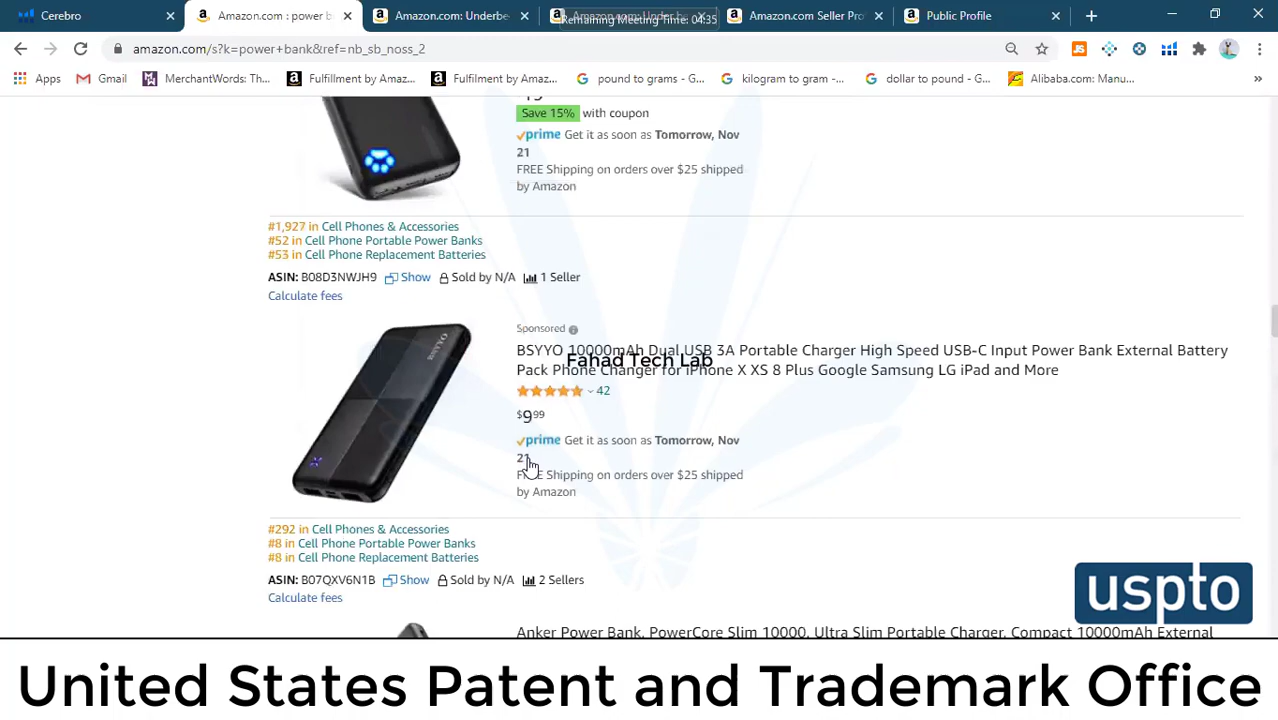 Cerebro
Amazon.com : power b
Amazon.com: Underbe
Amazon.com: Under b
Remaining Meeting Time: 04:35
Amazon.com Seller Pro
Public Profile
amazon.com/s?k=power+bank&ref=nb_sb_noss_2
Apps
Gmail
MerchantWords: Th...
Fulfillment by Amaz...
Fulfilment by Amaz...
pound to grams - G...
kilogram to gram -...
dollar to pound - G...
Alibaba.com: Manu...
Save 15% with coupon
prime Get it as soon as Tomorrow, Nov
21
FREE Shipping on orders over $25 shipped
by Amazon
#1,927 in Cell Phones & Accessories
#52 in Cell Phone Portable Power Banks
#53 in Cell Phone Replacement Batteries
ASIN: B08D3NWJH9 Show Sold by N/A 1 Seller
Calculate fees
Sponsored
BSYYO 10000mAh Dual USB 3A Portable Charger High Speed USB-C Input Power Bank External Battery
Fahad Tech Lab
Pack Phone Changer for iPhone X XS 8 Plus Google Samsung LG iPad and More
42
$9.99
prime Get it as soon as Tomorrow, Nov
21
FREE Shipping on orders over $25 shipped
by Amazon
#292 in Cell Phones & Accessories
#8 in Cell Phone Portable Power Banks
#8 in Cell Phone Replacement Batteries
ASIN: B07QXV6N1B Show Sold by N/A 2 Sellers
Calculate fees
Anker Power Bank, PowerCore Slim 10000, Ultra Slim Portable Charger, Compact 10000mAh External
uspto
United States Patent and Trademark Office